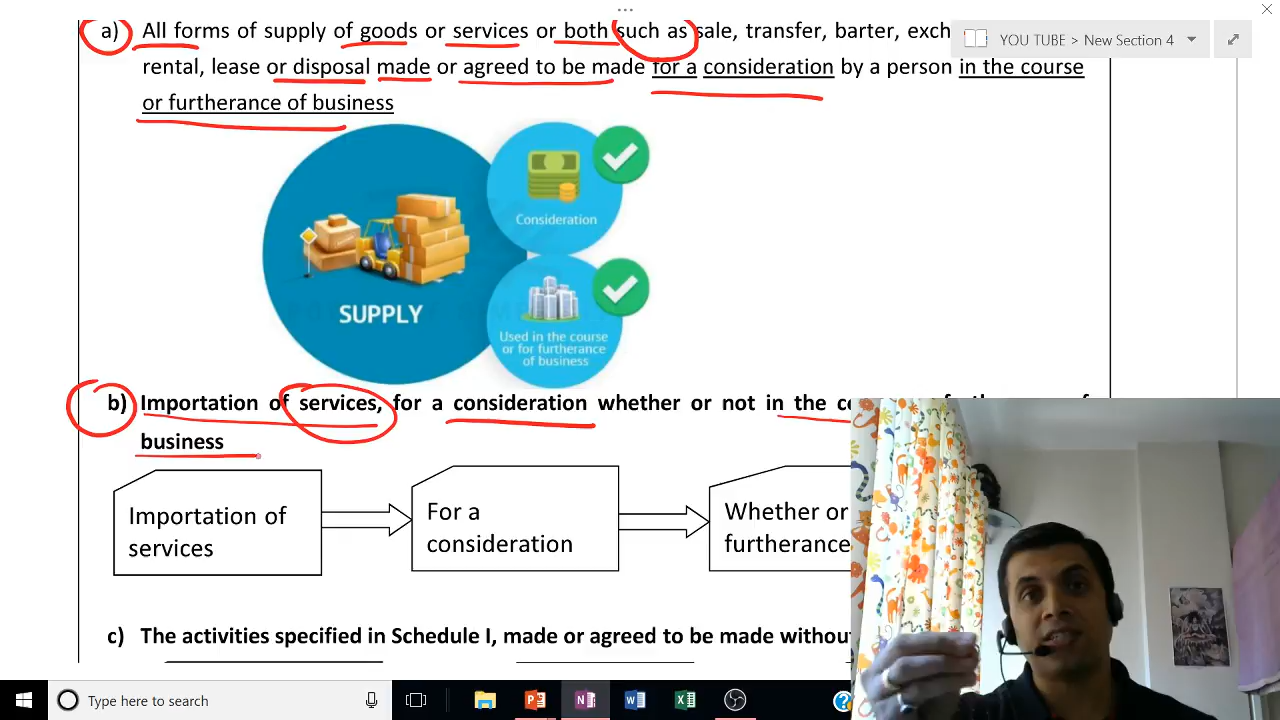 a) All forms of supply of goods or services or both such as sale, transfer, barter, exch
YOU TUBE > New Section 4
rental, lease or disposal made or agreed to be made for a consideration by a person in the course
or furtherance of business
Consideration
SUPPLY
Used in the course
or for furtherance
of business
b) Importation of services, for a consideration whether or not in the
business
Importation of
services
For a
consideration
Whether or
furtherance
c) The activities specified in Schedule I, made or agreed to be made without
Type here to search